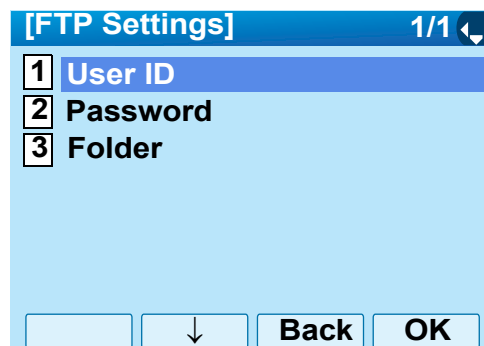 [FTP Settings] 1/1
1 User ID
2 Password
3 Folder
↓ Back OK